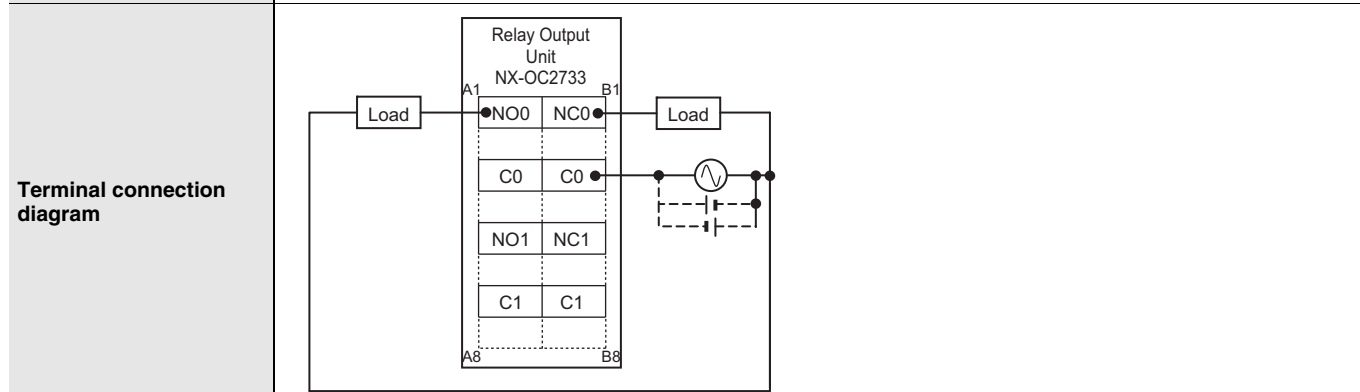 Terminal connection
diagram
Relay Output
Unit
NX-OC2733
A1 B1
Load NO0 NC0 Load
C0 C0
NO1 NC1
C1 C1
A8 B8